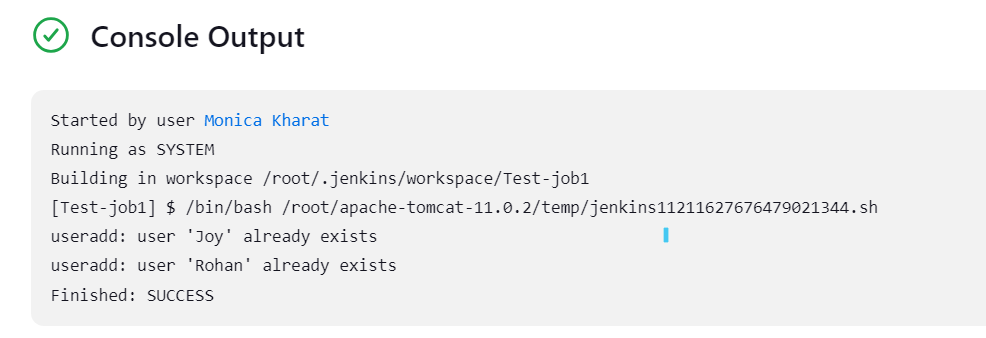 Console Output
Started by user Monica Kharat
Running as SYSTEM
Building in workspace /root/.jenkins/workspace/Test-job1
[Test-job1] $ /bin/bash /root/apache-tomcat-11.0.2/temp/jenkins11211627676479021344.sh
useradd: user 'Joy' already exists
useradd: user 'Rohan' already exists
Finished: SUCCESS